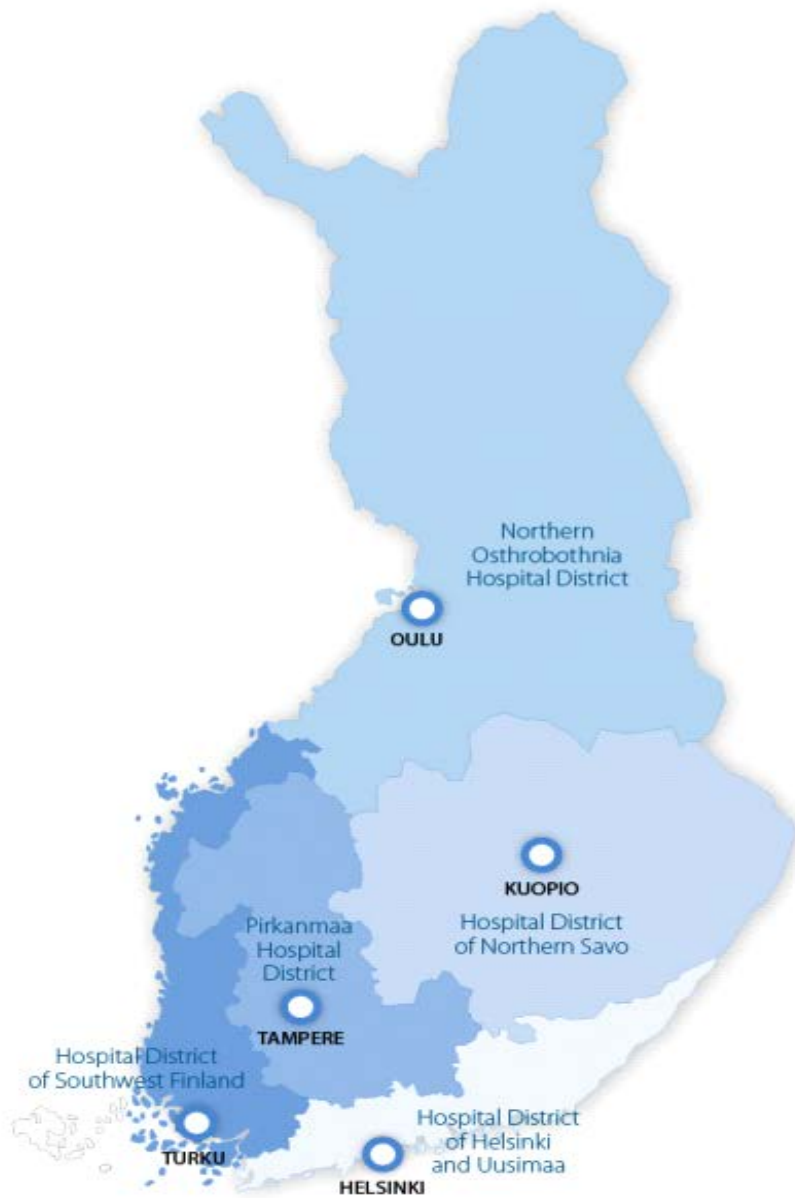 Northern
Osthrobothnia
Hospital District
OULU
KUOPIO
Hospital District
of Northern Savo
Pirkanmaa
Hospital
District
TAMPERE
Hospital District
of Southwest Finland
TURKU
Hospital District
of Helsinki
and Uusimaa
HELSINKI